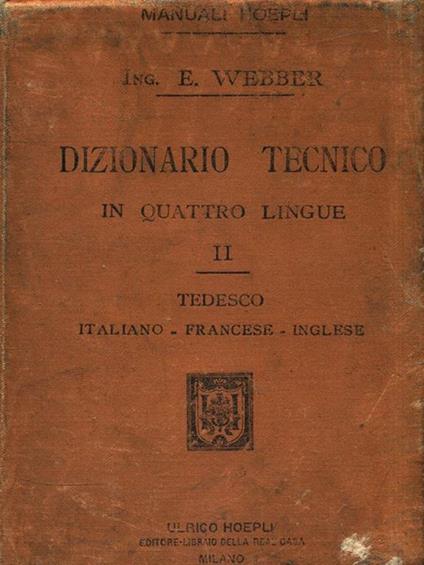 MANUALI HOEPLI
ING. E. WEBBER
DIZIONARIO TECNICO
IN QUATTRO LINGUE
II
TEDESCO
ITALIANO - FRANCESE - INGLESE
ULRICO HOEPLI
EDITORE-LIBRAIO DELLA REAL CASA
MILANO